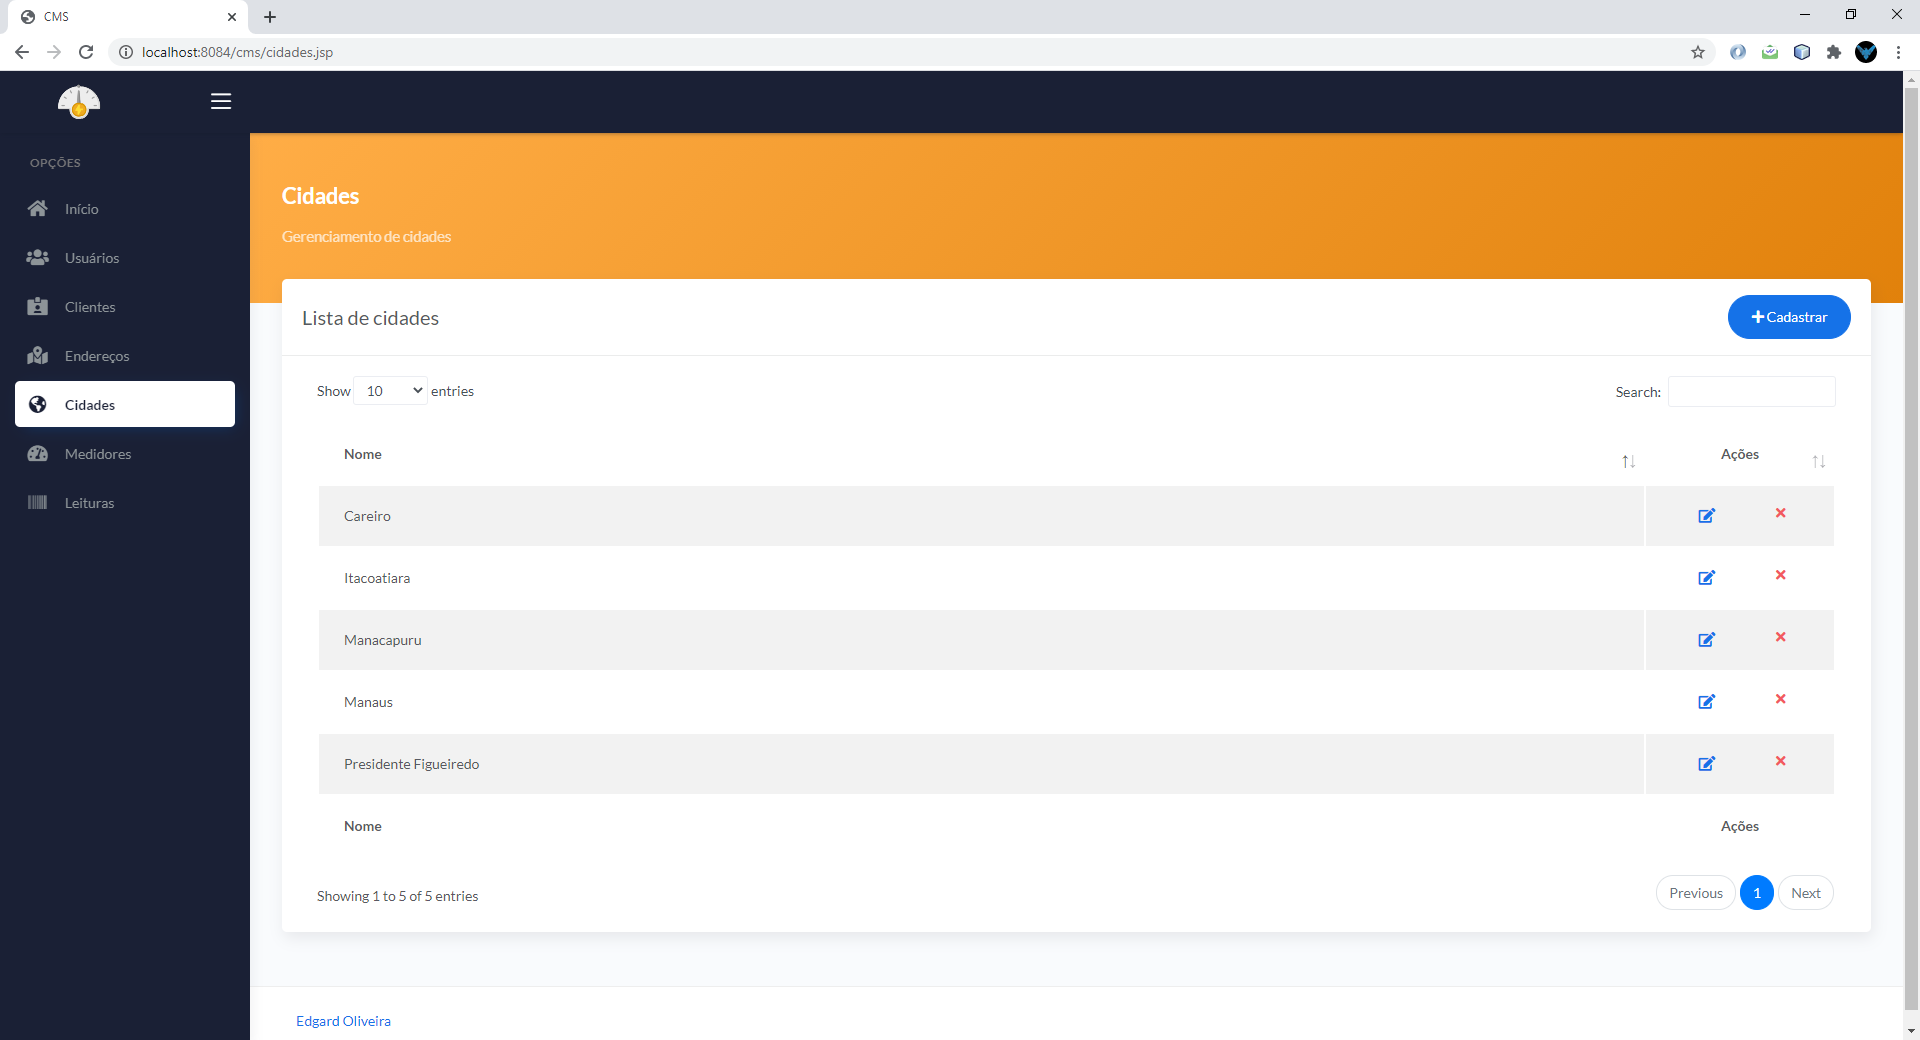 CMS
localhost:8084/cms/cidades.jsp
OPÇÕES
Início
Usuários
Clientes
Endereços
Cidades
Medidores
Leituras
Cidades
Gerenciamento de cidades
Lista de cidades
Cadastrar
Show 10 entries
Search:
Nome Ações
Careiro
Itacoatiara
Manacapuru
Manaus
Presidente Figueiredo
Nome Ações
Showing 1 to 5 of 5 entries
Previous 1 Next
Edgard Oliveira